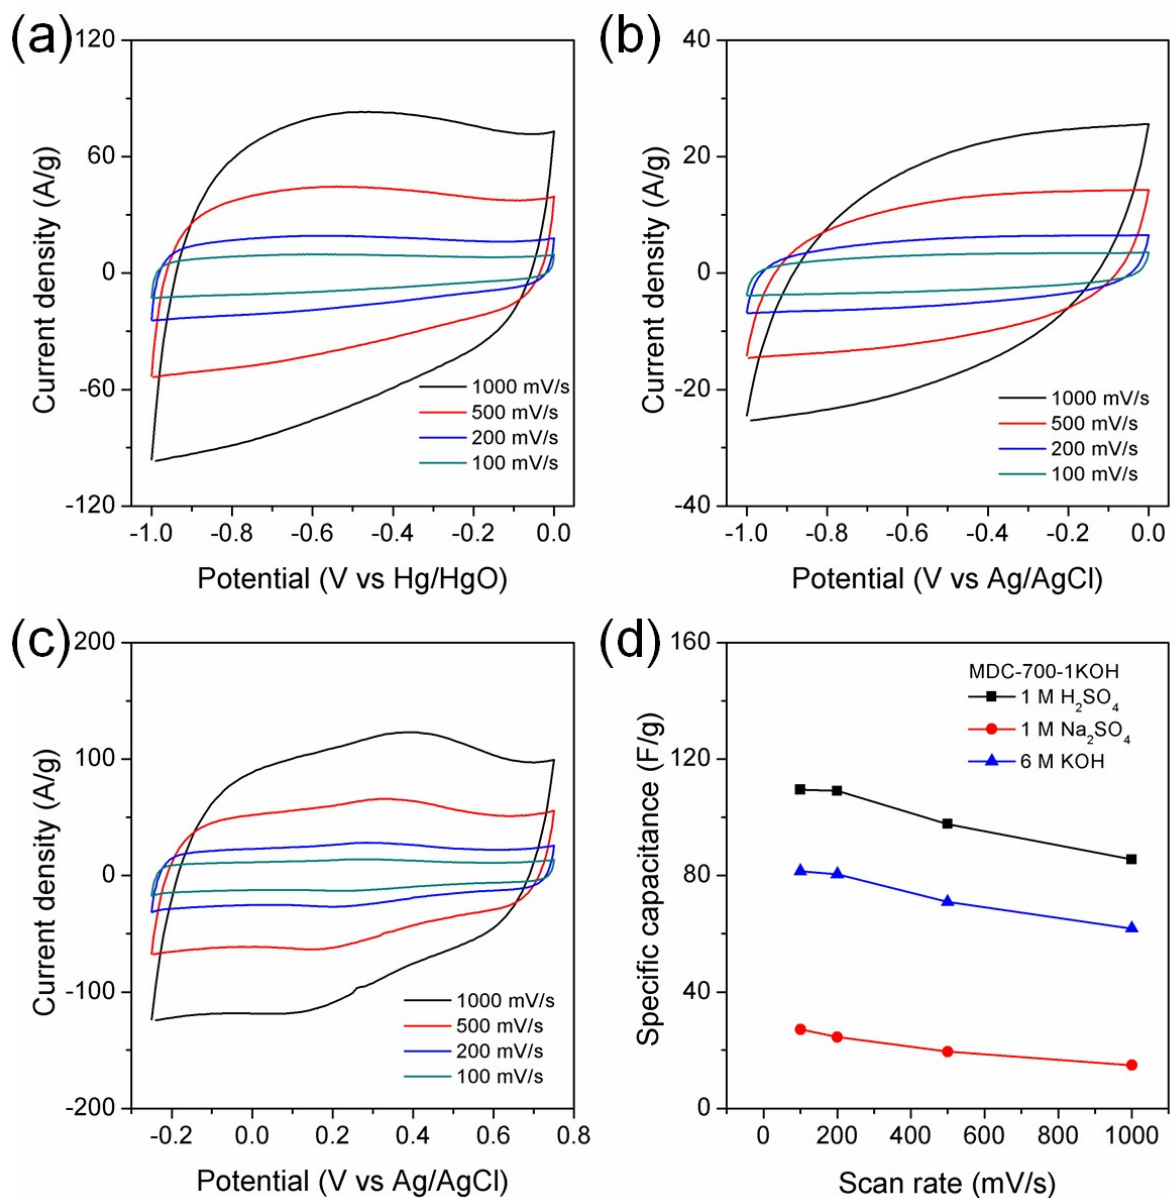 (a)
120
60
0
-60
-120
Current density (A/g)
1000 mV/s
500 mV/s
200 mV/s
100 mV/s
-1.0 -0.8 -0.6 -0.4 -0.2 0.0
Potential (V vs Hg/HgO)
(b)
40
20
0
-20
-40
Current density (A/g)
1000 mV/s
500 mV/s
200 mV/s
100 mV/s
-1.0 -0.8 -0.6 -0.4 -0.2 0.0
Potential (V vs Ag/AgCl)
(c)
200
100
0
-100
-200
Current density (A/g)
1000 mV/s
500 mV/s
200 mV/s
100 mV/s
-0.2 0.0 0.2 0.4 0.6 0.8
Potential (V vs Ag/AgCl)
(d)
160
120
80
40
0
Specific capacitance (F/g)
MDC-700-1KOH
1 M H₂SO₄
1 M Na₂SO₄
6 M KOH
0 200 400 600 800 1000
Scan rate (mV/s)